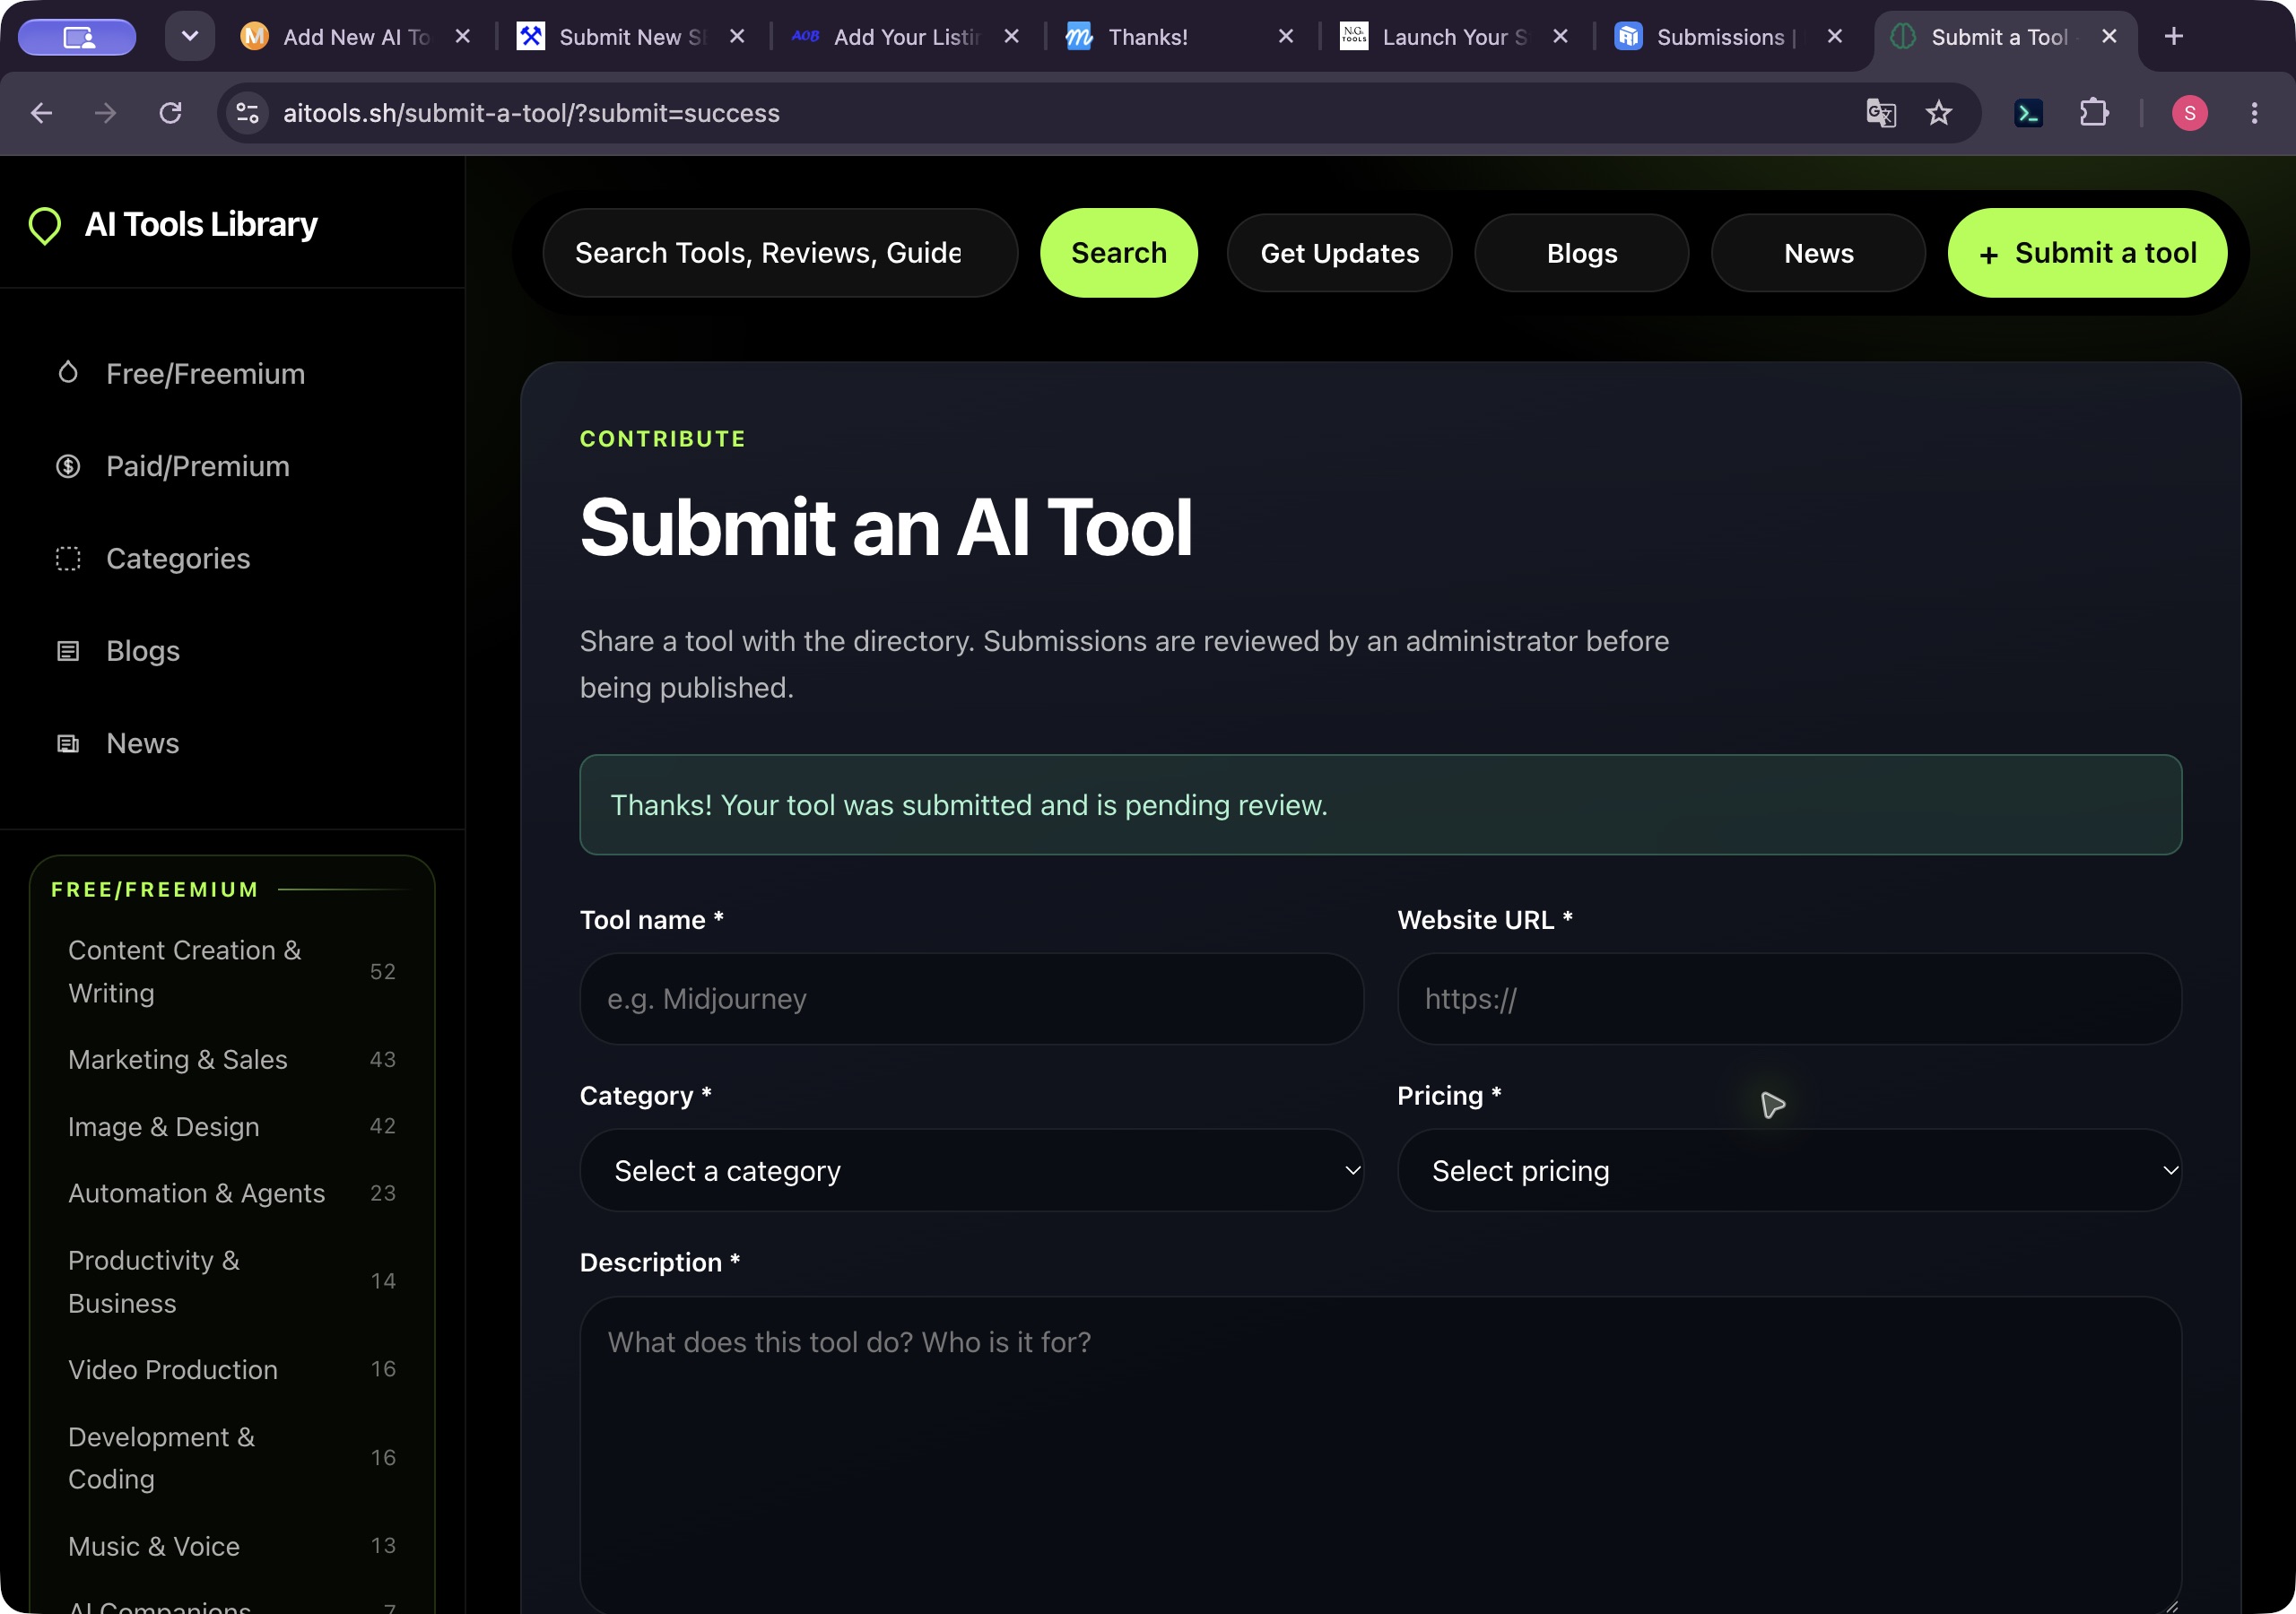 Add New AI To
Submit New S
AOB
Add Your Listin
Thanks!
N.G.
TOOLS
Launch Your S
Submissions |
Submit a Tool
aitools.sh/submit-a-tool/?submit=success
S
AI Tools Library
Search Tools, Reviews, Guide
Search
Get Updates
Blogs
News
+ Submit a tool
Free/Freemium
Paid/Premium
Categories
Blogs
News
CONTRIBUTE
Submit an AI Tool
Share a tool with the directory. Submissions are reviewed by an administrator before
being published.
Thanks! Your tool was submitted and is pending review.
FREE/FREEMIUM
Content Creation &
Writing
52
Marketing & Sales 43
Image & Design 42
Automation & Agents 23
Productivity &
Business
14
Video Production 16
Development &
Coding
16
Music & Voice 13
AI Companions 7
Tool name *
e.g. Midjourney
Website URL *
https://
Category *
Select a category
Pricing *
Select pricing
Description *
What does this tool do? Who is it for?